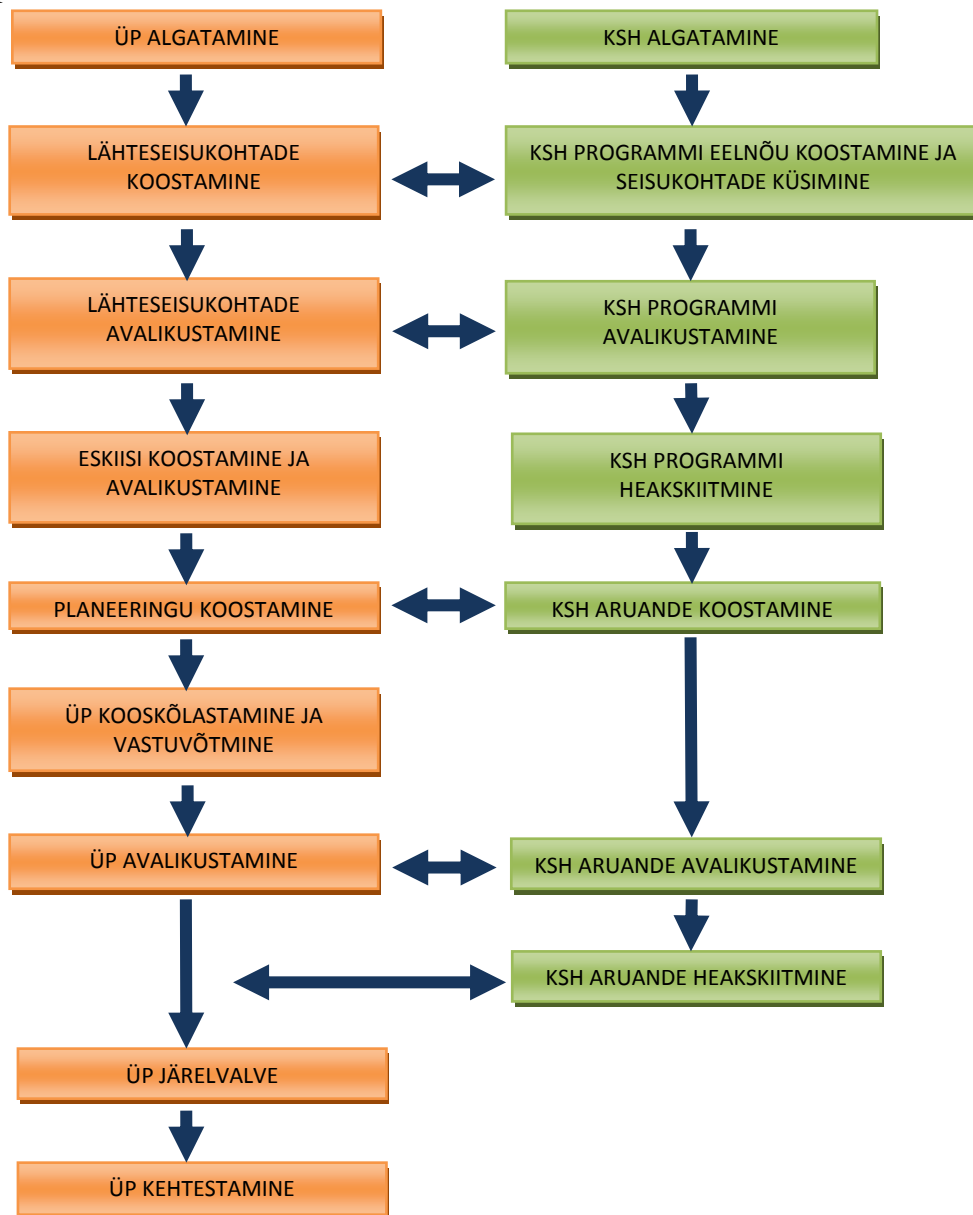 ÜP ALGATAMINE
KSH ALGATAMINE
LÄHTESEISUKOHTADE
KOOSTAMINE
KSH PROGRAMMI EELNÕU KOOSTAMINE JA
SEISUKOHTADE KÜSIMINE
LÄHTESEISUKOHTADE
AVALIKUSTAMINE
KSH PROGRAMMI
AVALIKUSTAMINE
ESKIISI KOOSTAMINE JA
AVALIKUSTAMINE
KSH PROGRAMMI
HEAKSKIITMINE
PLANEERINGU KOOSTAMINE
KSH ARUANDE KOOSTAMINE
ÜP KOOSKÕLASTAMINE JA
VASTUVÕTMINE
ÜP AVALIKUSTAMINE
KSH ARUANDE AVALIKUSTAMINE
KSH ARUANDE HEAKSKIITMINE
ÜP JÄRELVALVE
ÜP KEHTESTAMINE